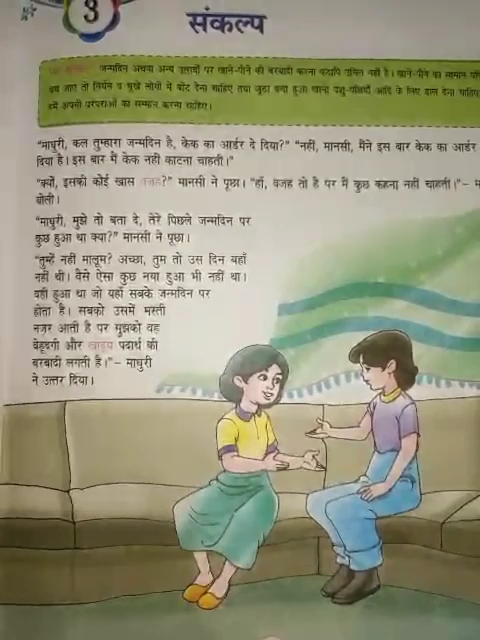 3
संकल्प
जन्मदिन अथवा अन्य उत्सवों पर खाने-पीने की बरबादी करना कदापि उचित नहीं है। खाने-पीने का सामान यदि
बच जाए तो निर्धन व भूखे लोगों में बाँट देना चाहिए तथा जूठा बचा हुआ खाना पशु-पक्षियों आदि के लिए डाल देना चाहिए
हमें अपनी परंपराओं का सम्मान करना चाहिए।
"माधुरी, कल तुम्हारा जन्मदिन है, केक का आर्डर दे दिया?" "नहीं, मानसी, मैंने इस बार केक का आर्डर
दिया है। इस बार मैं केक नहीं काटना चाहती।"
"क्यों, इसकी कोई खास वजह?" मानसी ने पूछा। "हाँ, वजह तो है पर मैं कुछ कहना नहीं चाहती।"–
बोली।
"माधुरी, मुझे तो बता दे, तेरे पिछले जन्मदिन पर
कुछ हुआ था क्या?" मानसी ने पूछा।
"तुम्हें नहीं मालूम? अच्छा, तुम तो उस दिन यहाँ
नहीं थी। वैसे ऐसा कुछ नया हुआ भी नहीं था।
वही हुआ था जो यहाँ सबके जन्मदिन पर
होता है। सबको उसमें मस्ती
नज़र आती है पर मुझको वह
बेहूदगी और खाद्य पदार्थ की
बरबादी लगती है।"– माधुरी
ने उत्तर दिया।